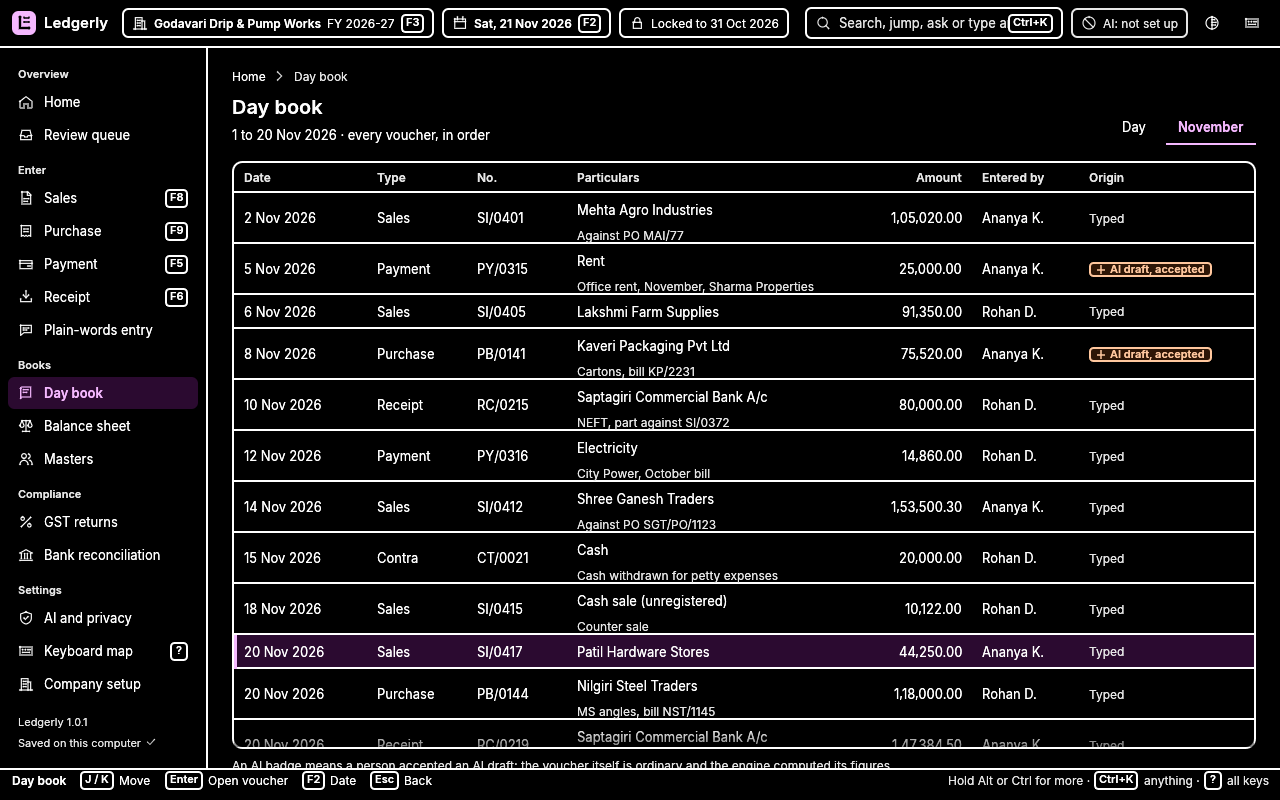 Ledgerly
Godavari Drip & Pump Works FY 2026-27 F3
Sat, 21 Nov 2026 F2
Locked to 31 Oct 2026
Search, jump, ask or type a Ctrl+K
AI: not set up
Overview
Home
Review queue
Enter
Sales F8
Purchase F9
Payment F5
Receipt F6
Plain-words entry
Books
Day book
Balance sheet
Masters
Compliance
GST returns
Bank reconciliation
Settings
AI and privacy
Keyboard map ?
Company setup
Ledgerly 1.0.1
Saved on this computer
Home > Day book
Day book
1 to 20 Nov 2026 · every voucher, in order
Day November
Date Type No. Particulars Amount Entered by Origin
2 Nov 2026 Sales SI/0401 Mehta Agro Industries 1,05,020.00 Ananya K. Typed
Against PO MAI/77
5 Nov 2026 Payment PY/0315 Rent 25,000.00 Ananya K. + AI draft, accepted
Office rent, November, Sharma Properties
6 Nov 2026 Sales SI/0405 Lakshmi Farm Supplies 91,350.00 Rohan D. Typed
8 Nov 2026 Purchase PB/0141 Kaveri Packaging Pvt Ltd 75,520.00 Ananya K. + AI draft, accepted
Cartons, bill KP/2231
10 Nov 2026 Receipt RC/0215 Saptagiri Commercial Bank A/c 80,000.00 Rohan D. Typed
NEFT, part against SI/0372
12 Nov 2026 Payment PY/0316 Electricity 14,860.00 Rohan D. Typed
City Power, October bill
14 Nov 2026 Sales SI/0412 Shree Ganesh Traders 1,53,500.30 Ananya K. Typed
Against PO SGT/PO/1123
15 Nov 2026 Contra CT/0021 Cash 20,000.00 Rohan D. Typed
Cash withdrawn for petty expenses
18 Nov 2026 Sales SI/0415 Cash sale (unregistered) 10,122.00 Rohan D. Typed
Counter sale
20 Nov 2026 Sales SI/0417 Patil Hardware Stores 44,250.00 Ananya K. Typed
20 Nov 2026 Purchase PB/0144 Nilgiri Steel Traders 1,18,000.00 Rohan D. Typed
MS angles, bill NST/1145
20 Nov 2026 Receipt RC/0219 Saptagiri Commercial Bank A/c 1,47,384.50 Ananya K. Typed
An AI badge means a person accepted an AI draft; the voucher itself is ordinary and the engine computed its figures.
Day book J / K Move Enter Open voucher F2 Date Esc Back
Hold Alt or Ctrl for more · Ctrl+K anything · ? all keys